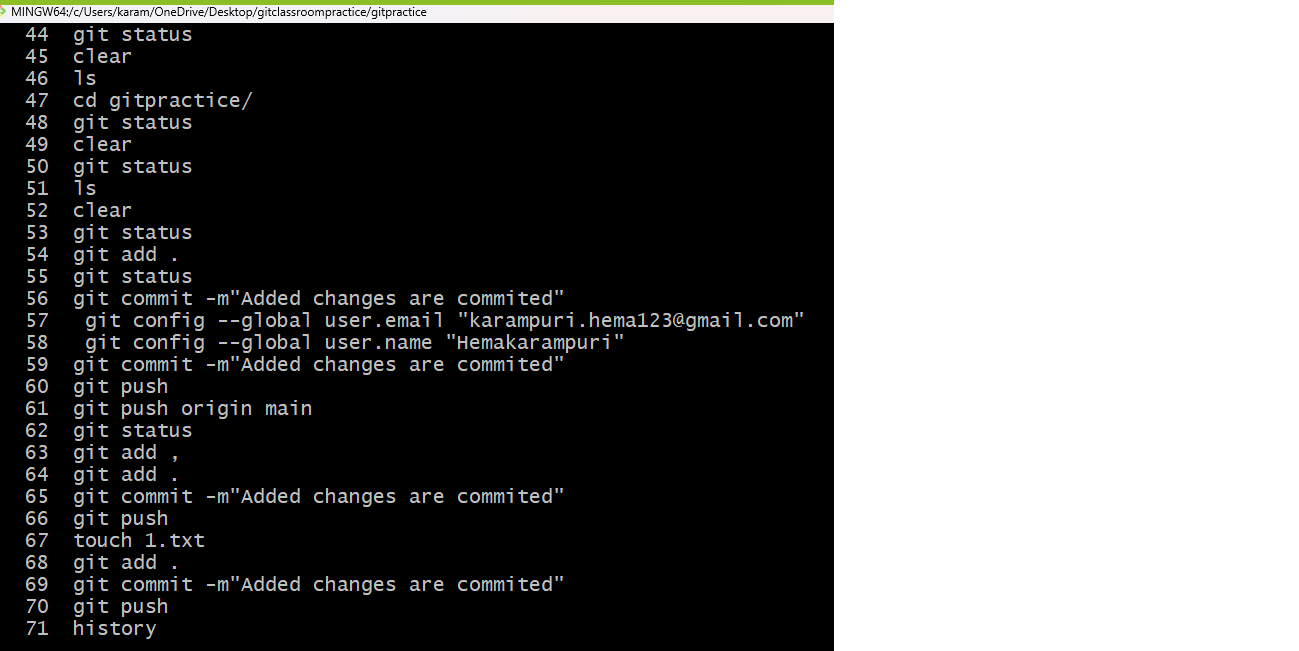 MINGW64:/c/Users/karam/OneDrive/Desktop/gitclassroompractice/gitpractice
44 git status
45 clear
46 ls
47 cd gitpractice/
48 git status
49 clear
50 git status
51 ls
52 clear
53 git status
54 git add .
55 git status
56 git commit -m"Added changes are commited"
57 git config --global user.email "karampuri.hema123@gmail.com"
58 git config --global user.name "Hemakarampuri"
59 git commit -m"Added changes are commited"
60 git push
61 git push origin main
62 git status
63 git add ,
64 git add .
65 git commit -m"Added changes are commited"
66 git push
67 touch 1.txt
68 git add .
69 git commit -m"Added changes are commited"
70 git push
71 history